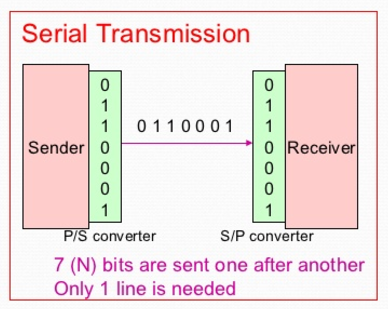 Serial Transmission
Sender
0
1
1
0
0
0
1
0 1 1 0 0 0 1
0
1
1
0
0
0
1
Receiver
P/S converter
S/P converter
7 (N) bits are sent one after another
Only 1 line is needed